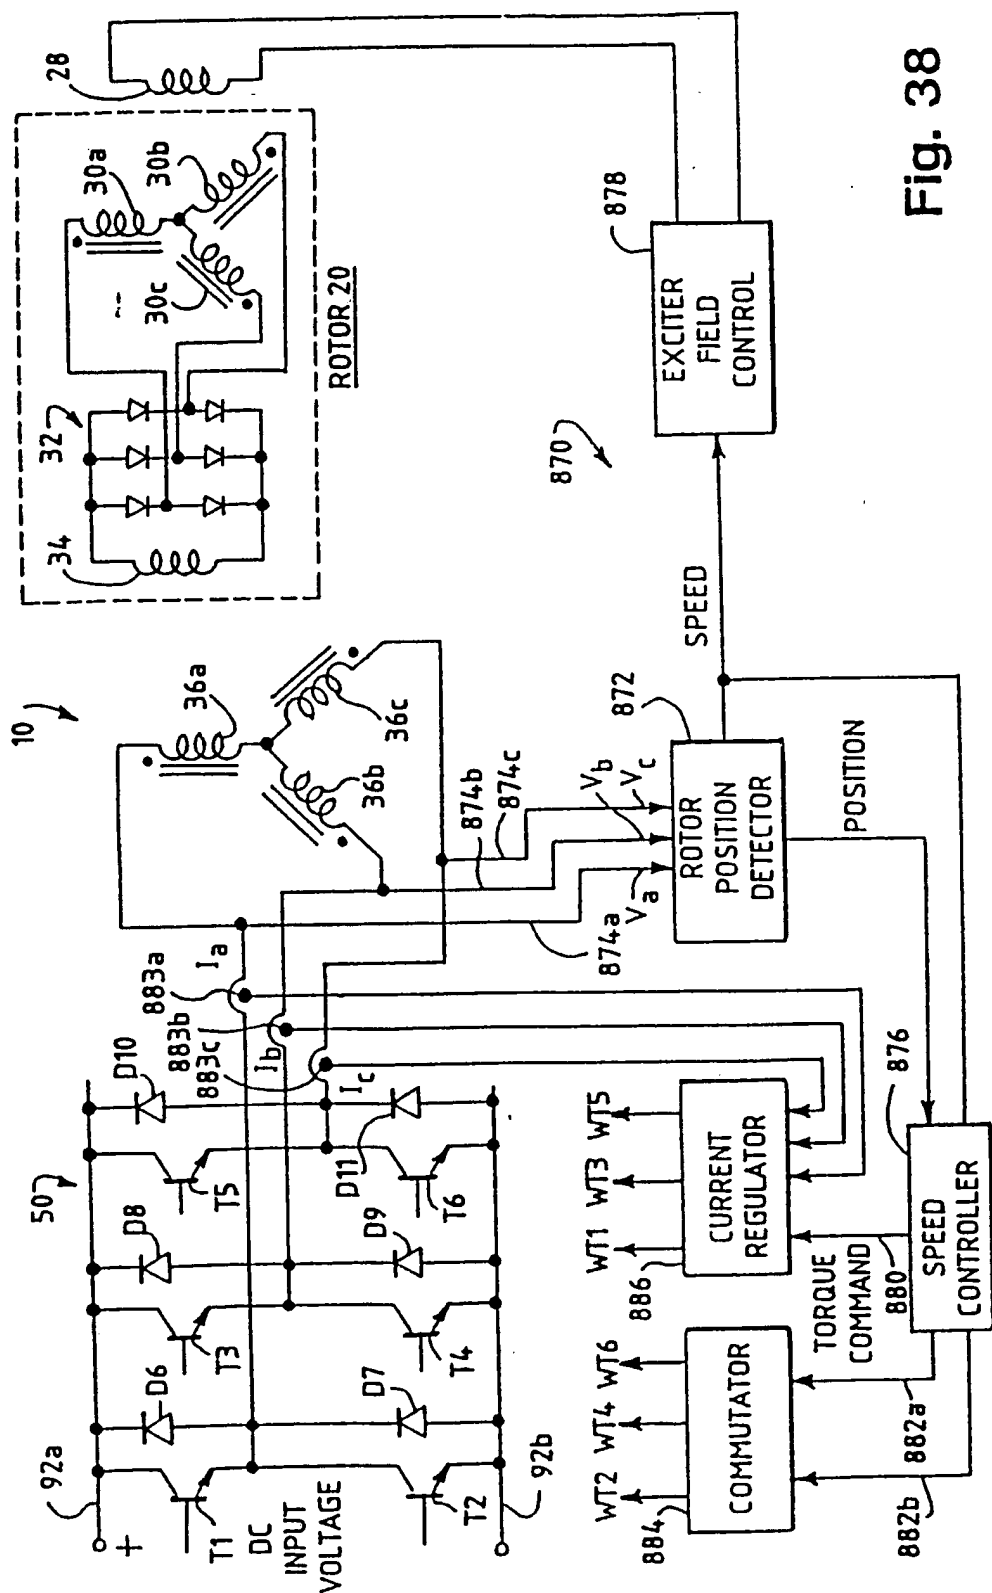 10
28
30a
30b
30c
32
34
ROTOR 20
50
92a
+
T1
DC
INPUT
VOLTAGE
T2
92b
D6
D7
T3
T4
D8
D9
T5
T6
D10
D11
883a
883b
883c
Ia
Ib
Ic
36a
36b
36c
874a
874b
874c
Va
Vb
Vc
872
ROTOR
POSITION
DETECTOR
SPEED
POSITION
870
878
EXCITER
FIELD
CONTROL
WT2
WT4
WT6
884
COMMUTATOR
882a
882b
WT1
WT3
WT5
886
CURRENT
REGULATOR
TORQUE
COMMAND
880
876
SPEED
CONTROLLER
Fig. 38